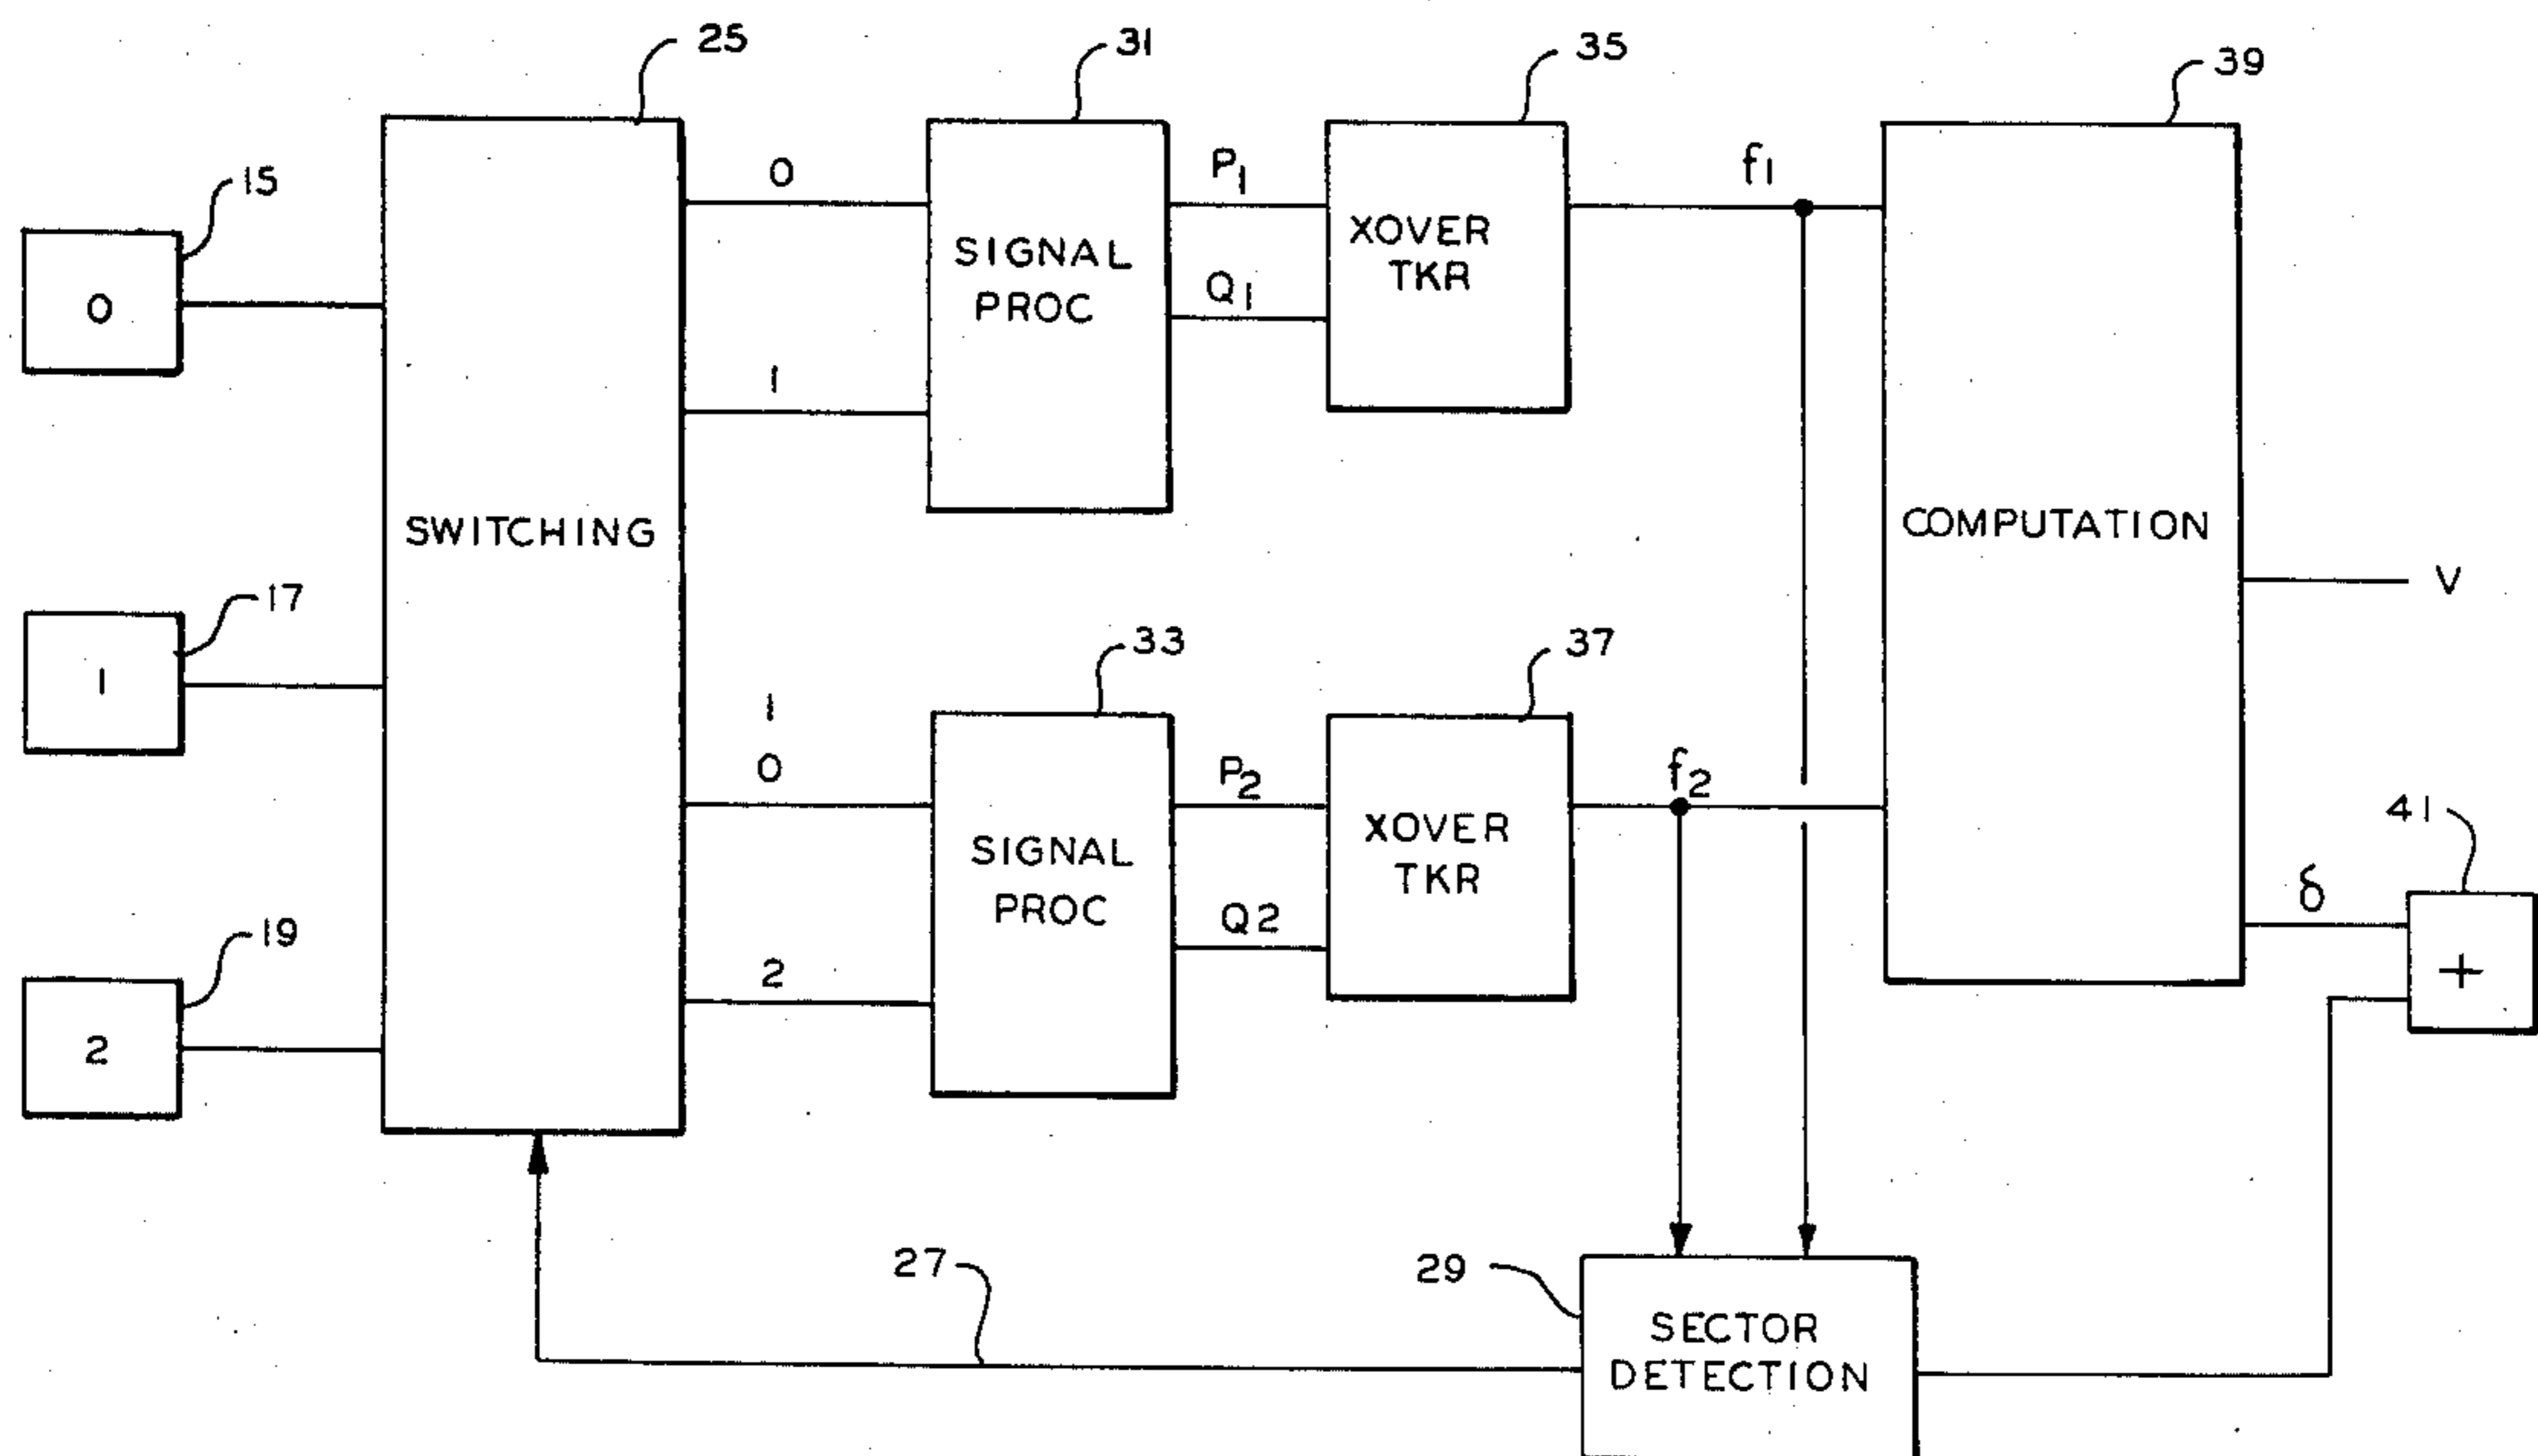 25
31
35
39
15
0
P1
f1
0
SIGNAL
PROC
XOVER
TKR
Q1
1
SWITCHING
COMPUTATION
V
17
1
33
37
1
0
P2
f2
41
SIGNAL
PROC
XOVER
TKR
δ
Q2
19
2
2
+
27
29
SECTOR
DETECTION